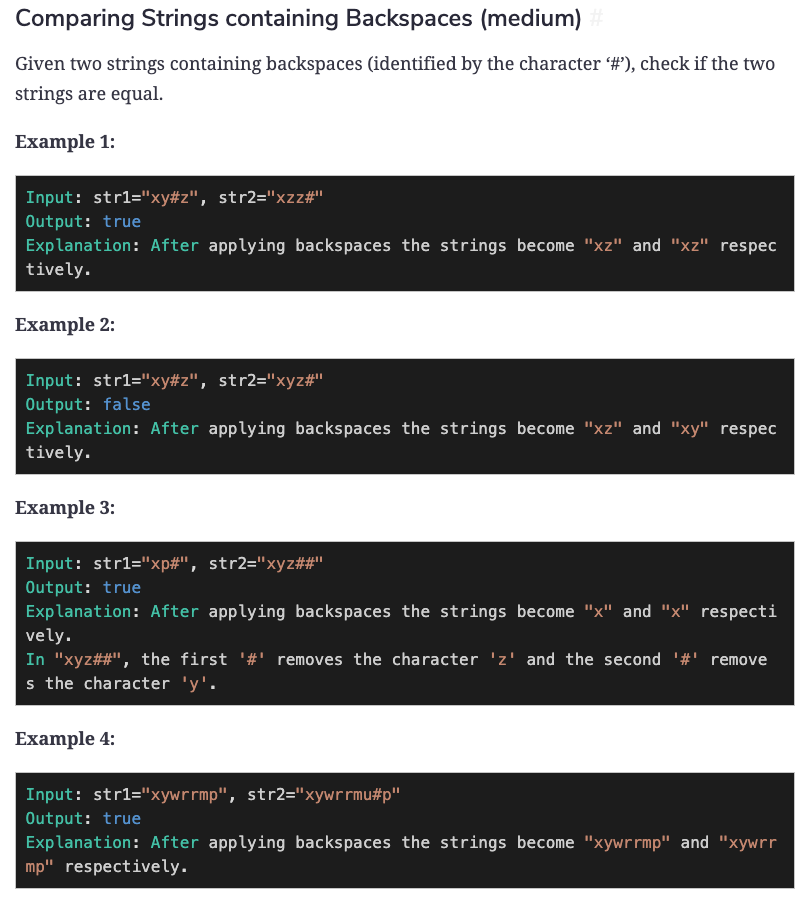 Comparing Strings containing Backspaces (medium) #
Given two strings containing backspaces (identified by the character ‘#’), check if the two
strings are equal.
Example 1:
Input: str1="xy#z", str2="xzz#"
Output: true
Explanation: After applying backspaces the strings become "xz" and "xz" respec
tively.
Example 2:
Input: str1="xy#z", str2="xyz#"
Output: false
Explanation: After applying backspaces the strings become "xz" and "xy" respec
tively.
Example 3:
Input: str1="xp#", str2="xyz##"
Output: true
Explanation: After applying backspaces the strings become "x" and "x" respecti
vely.
In "xyz##", the first '#' removes the character 'z' and the second '#' remove
s the character 'y'.
Example 4:
Input: str1="xywrrmp", str2="xywrrmu#p"
Output: true
Explanation: After applying backspaces the strings become "xywrrmp" and "xywrr
mp" respectively.